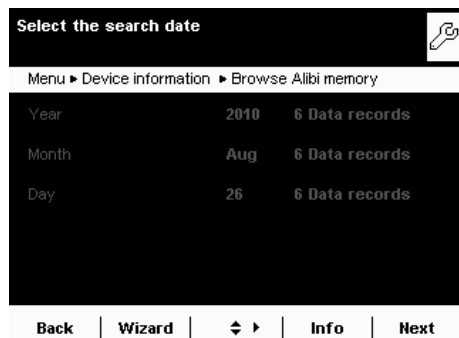 Select the search date
Menu ▸ Device information ▸ Browse Alibi memory
Year 2010 6 Data records
Month Aug 6 Data records
Day 26 6 Data records
Back Wizard Info Next